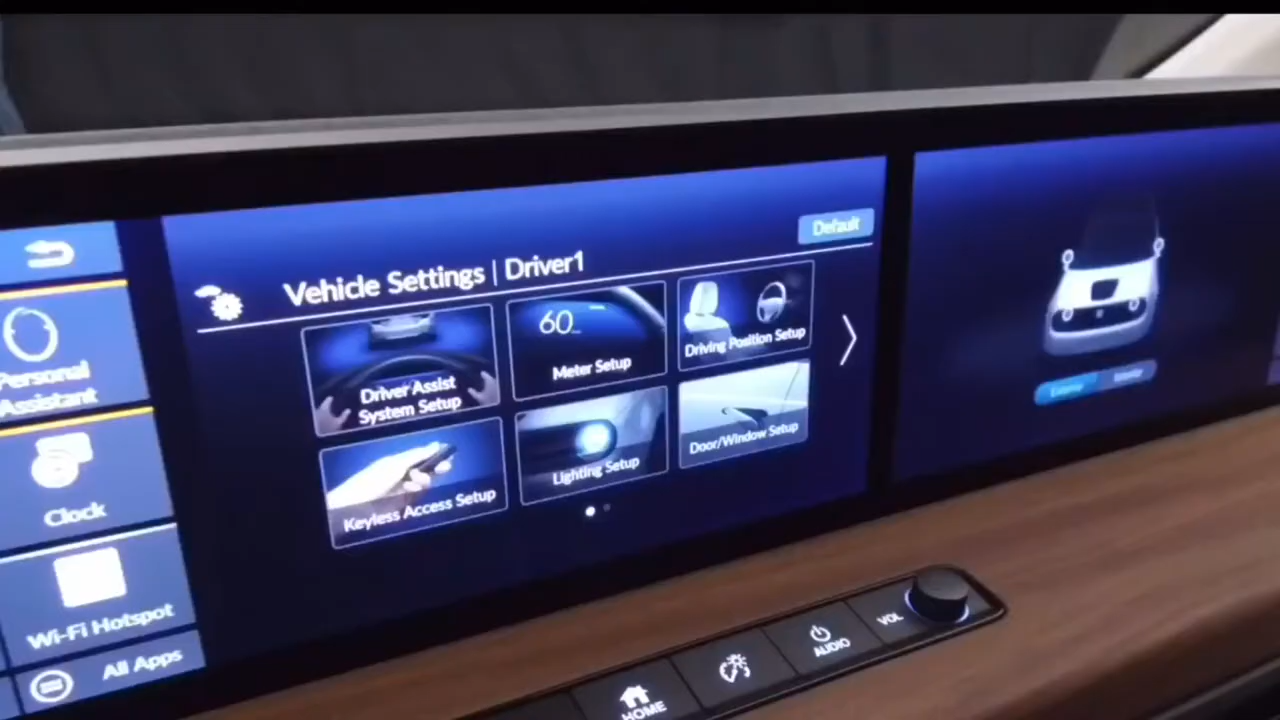 Vehicle Settings | Driver1
Default
Personal
Assistant
Clock
Wi-Fi Hotspot
All Apps
Driver Assist
System Setup
60
Meter Setup
Driving Position Setup
Keyless Access Setup
Lighting Setup
Door/Window Setup
HOME
AUDIO
VOL